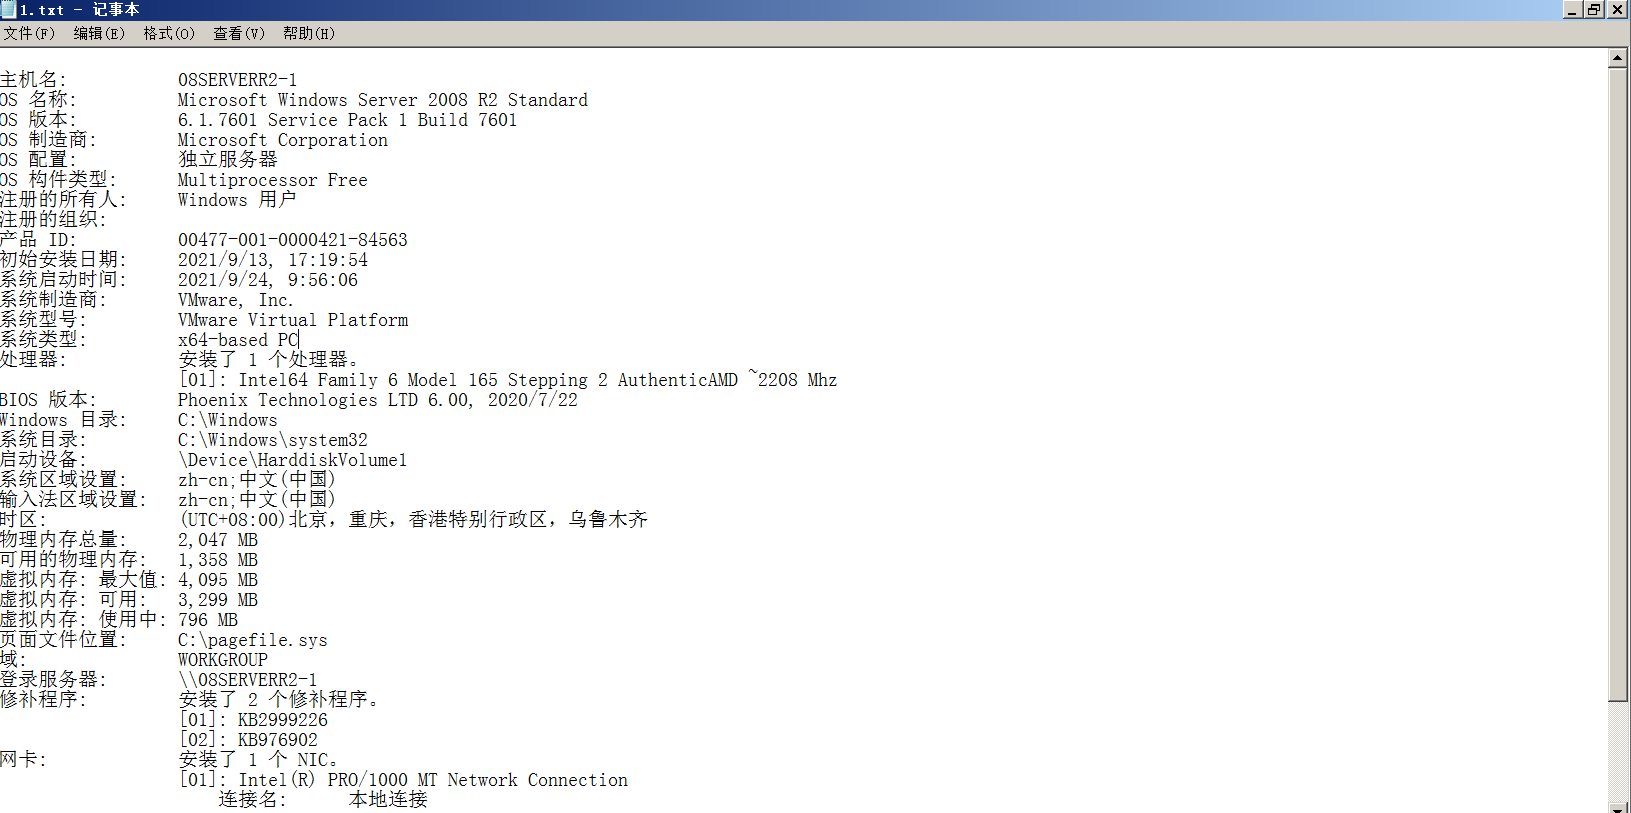 1.txt - 记事本
文件(F) 编辑(E) 格式(O) 查看(V) 帮助(H)
主机名: 08SERVERR2-1
OS 名称: Microsoft Windows Server 2008 R2 Standard
OS 版本: 6.1.7601 Service Pack 1 Build 7601
OS 制造商: Microsoft Corporation
OS 配置: 独立服务器
OS 构件类型: Multiprocessor Free
注册的所有人: Windows 用户
注册的组织:
产品 ID: 00477-001-0000421-84563
初始安装日期: 2021/9/13, 17:19:54
系统启动时间: 2021/9/24, 9:56:06
系统制造商: VMware, Inc.
系统型号: VMware Virtual Platform
系统类型: x64-based PC
处理器: 安装了 1 个处理器。
[01]: Intel64 Family 6 Model 165 Stepping 2 AuthenticAMD ~2208 Mhz
BIOS 版本: Phoenix Technologies LTD 6.00, 2020/7/22
Windows 目录: C:\Windows
系统目录: C:\Windows\system32
启动设备: \Device\HarddiskVolume1
系统区域设置: zh-cn;中文(中国)
输入法区域设置: zh-cn;中文(中国)
时区: (UTC+08:00)北京，重庆，香港特别行政区，乌鲁木齐
物理内存总量: 2,047 MB
可用的物理内存: 1,358 MB
虚拟内存: 最大值: 4,095 MB
虚拟内存: 可用: 3,299 MB
虚拟内存: 使用中: 796 MB
页面文件位置: C:\pagefile.sys
域: WORKGROUP
登录服务器: \\08SERVERR2-1
修补程序: 安装了 2 个修补程序。
[01]: KB2999226
[02]: KB976902
网卡: 安装了 1 个 NIC。
[01]: Intel(R) PRO/1000 MT Network Connection
连接名: 本地连接